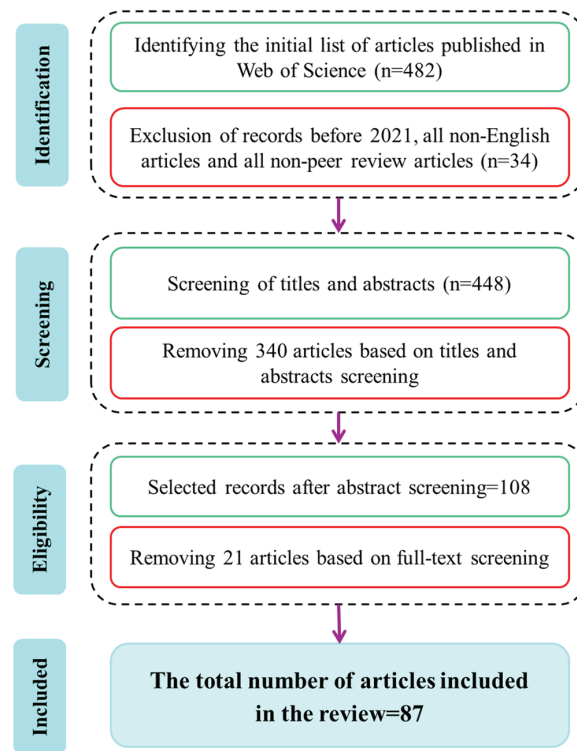 Identification
Identifying the initial list of articles published in
Web of Science (n=482)
Exclusion of records before 2021, all non-English
articles and all non-peer review articles (n=34)
Screening
Screening of titles and abstracts (n=448)
Removing 340 articles based on titles and
abstracts screening
Eligibility
Selected records after abstract screening=108
Removing 21 articles based on full-text screening
Included
The total number of articles included
in the review=87